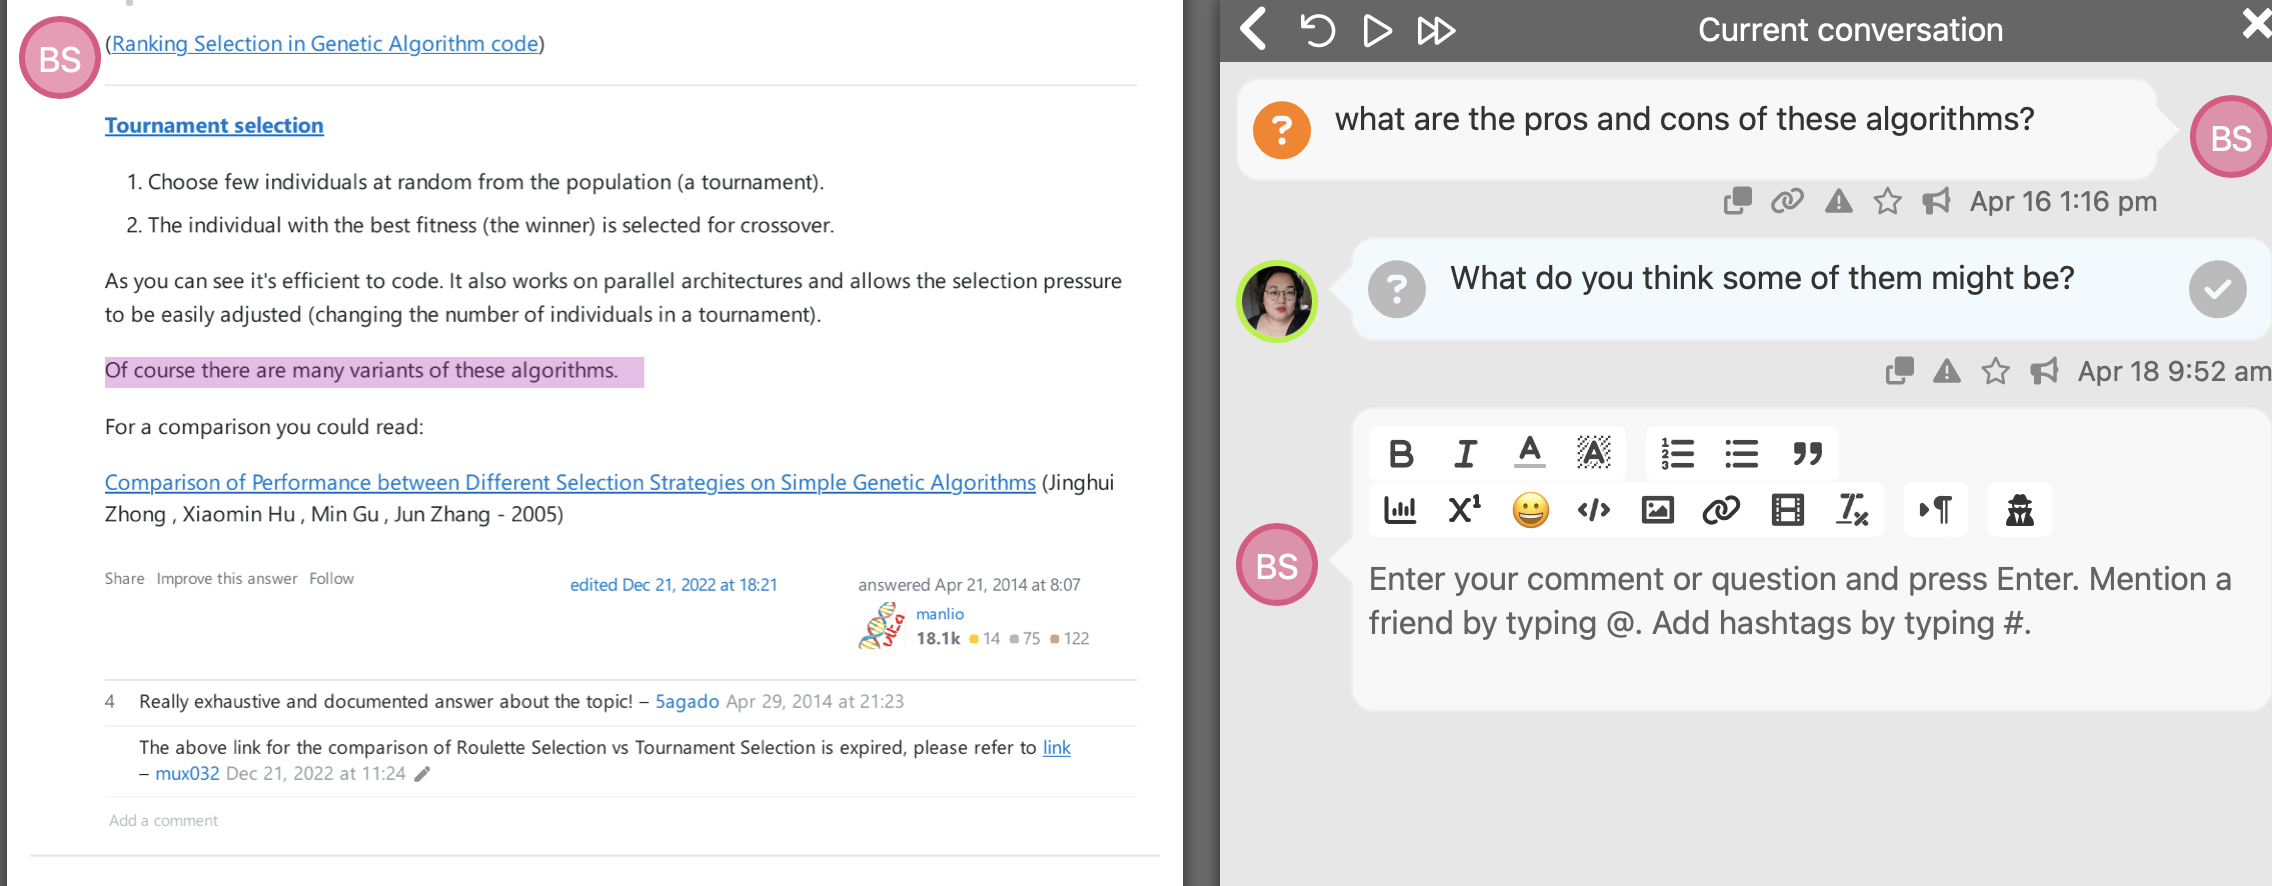 BS
(Ranking Selection in Genetic Algorithm code)
Tournament selection
1. Choose few individuals at random from the population (a tournament).
2. The individual with the best fitness (the winner) is selected for crossover.
As you can see it's efficient to code. It also works on parallel architectures and allows the selection pressure
to be easily adjusted (changing the number of individuals in a tournament).
Of course there are many variants of these algorithms.
For a comparison you could read:
Comparison of Performance between Different Selection Strategies on Simple Genetic Algorithms (Jinghui
Zhong , Xiaomin Hu , Min Gu , Jun Zhang - 2005)
Share Improve this answer Follow
edited Dec 21, 2022 at 18:21
answered Apr 21, 2014 at 8:07
manlio
18.1k 14 75 122
4 Really exhaustive and documented answer about the topic! – 5agado Apr 29, 2014 at 21:23
The above link for the comparison of Roulette Selection vs Tournament Selection is expired, please refer to link
– mux032 Dec 21, 2022 at 11:24
Add a comment
Current conversation
? what are the pros and cons of these algorithms?
BS
Apr 16 1:16 pm
? What do you think some of them might be?
Apr 18 9:52 am
BS
Enter your comment or question and press Enter. Mention a
friend by typing @. Add hashtags by typing #.